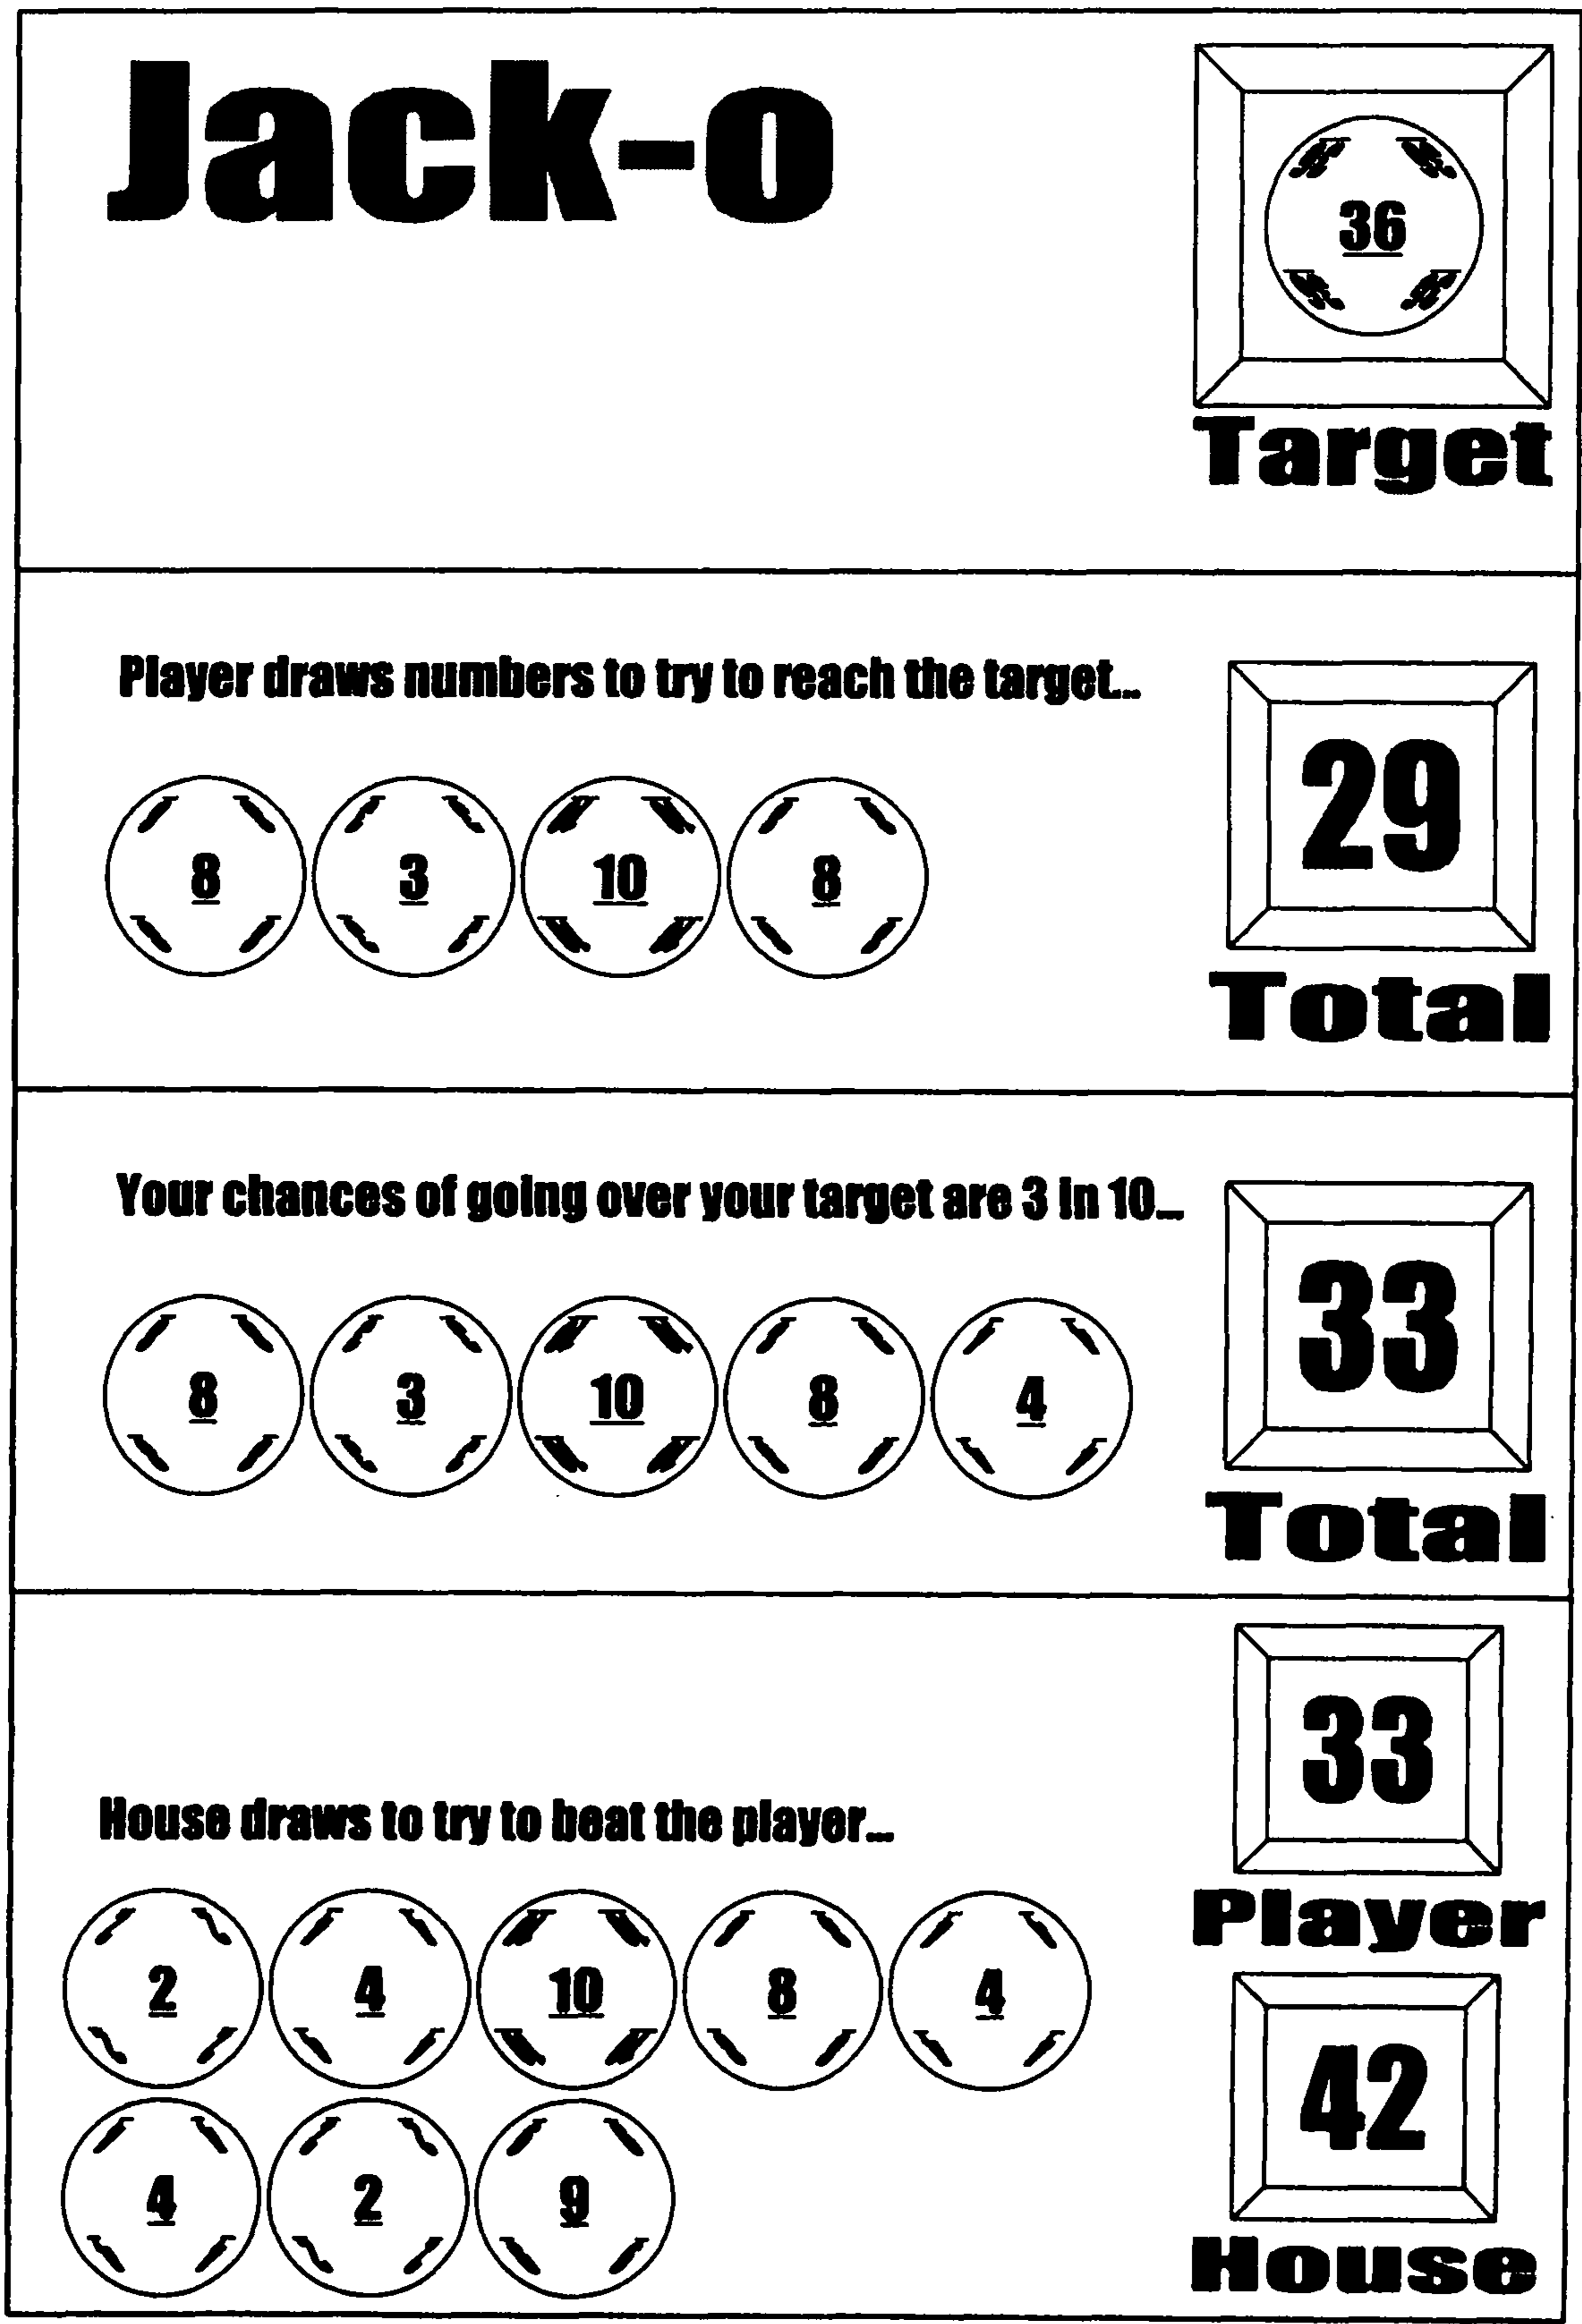 Jack-o
36
Target
Player draws numbers to try to reach the target...
8 3 10 8
29
Total
Your chances of going over your target are 3 in 10...
8 3 10 8 4
33
Total
33
Player
House draws to try to beat the player...
2 4 10 8 4
4 2 9
42
House